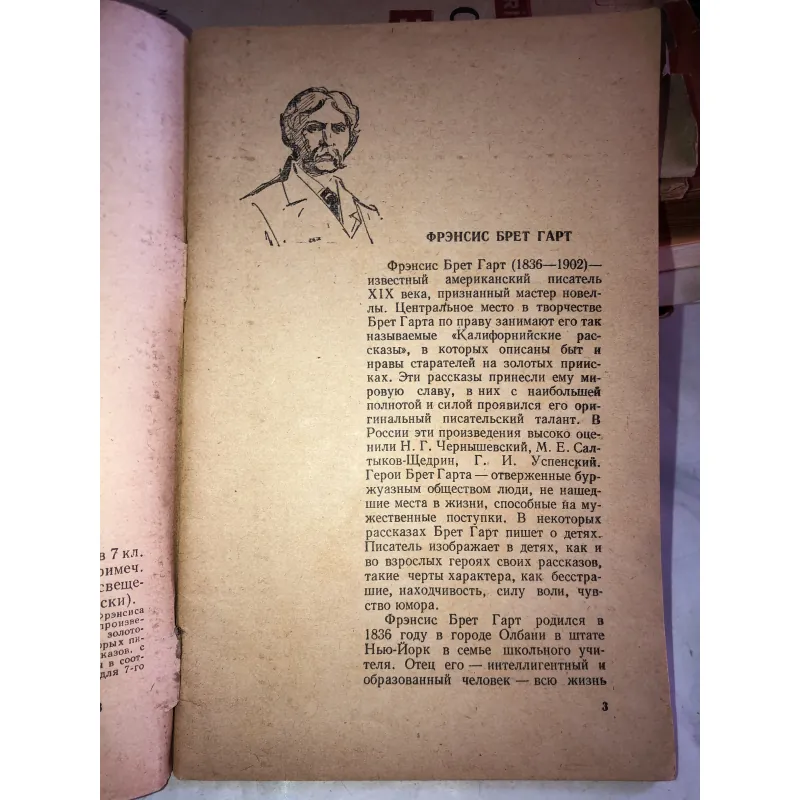 ФРЭНСИС БРЕТ ГАРТ
Фрэнсис Брет Гарт (1836—1902)—
известный американский писатель
XIX века, признанный мастер новел-
лы. Центральное место в творчестве
Брет Гарта по праву занимают его так
называемые «Калифорнийские рас-
сказы», в которых описаны быт и
нравы старателей на золотых приис-
ках. Эти рассказы принесли ему ми-
ровую славу, в них с наибольшей
полнотой и силой проявился его ори-
гинальный писательский талант. В
России эти произведения высоко оце-
нили Н. Г. Чернышевский, М. Е. Сал-
тыков-Щедрин, Г. И. Успенский.
Герои Брет Гарта — отверженные бур-
жуазным обществом люди, не нашед-
шие места в жизни, способные на му-
жественные поступки. В некоторых
рассказах Брет Гарт пишет о детях.
Писатель изображает в детях, как и
во взрослых героях своих рассказов,
такие черты характера, как бесстра-
шие, находчивость, силу воли, чув-
ство юмора.
Фрэнсис Брет Гарт родился в
1836 году в городе Олбани в штате
Нью-Йорк в семье школьного учи-
теля. Отец его — интеллигентный и
образованный человек — всю жизнь
3
в 7 кл.
римеч.
свеще-
ски).
Фрэнсиса
произве-
золото-
орых пи-
казов. с
в соот-
для 7-го